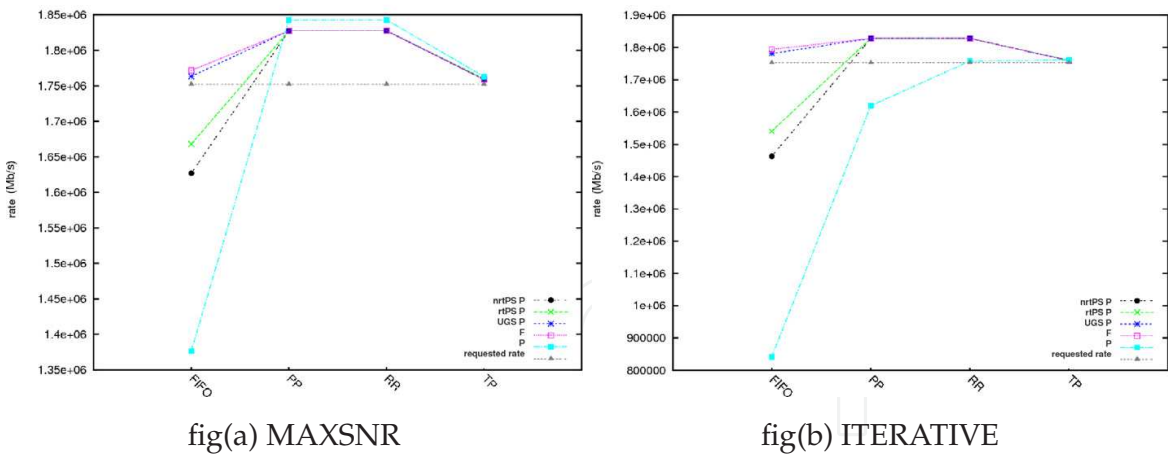 1.85e+06
1.8e+06
1.75e+06
1.7e+06
1.65e+06
1.6e+06
1.55e+06
1.5e+06
1.45e+06
1.4e+06
1.35e+06
rate (Mb/s)
nrtPS P
rtPS P
UGS P
F
P
requested rate
FIFO
PP
RR
TP
fig(a) MAXSNR
1.9e+06
1.8e+06
1.7e+06
1.6e+06
1.5e+06
1.4e+06
1.3e+06
1.2e+06
1.1e+06
1e+06
900000
800000
rate (Mb/s)
nrtPS P
rtPS P
UGS P
F
P
requested rate
FIFO
PP
RR
TP
fig(b) ITERATIVE